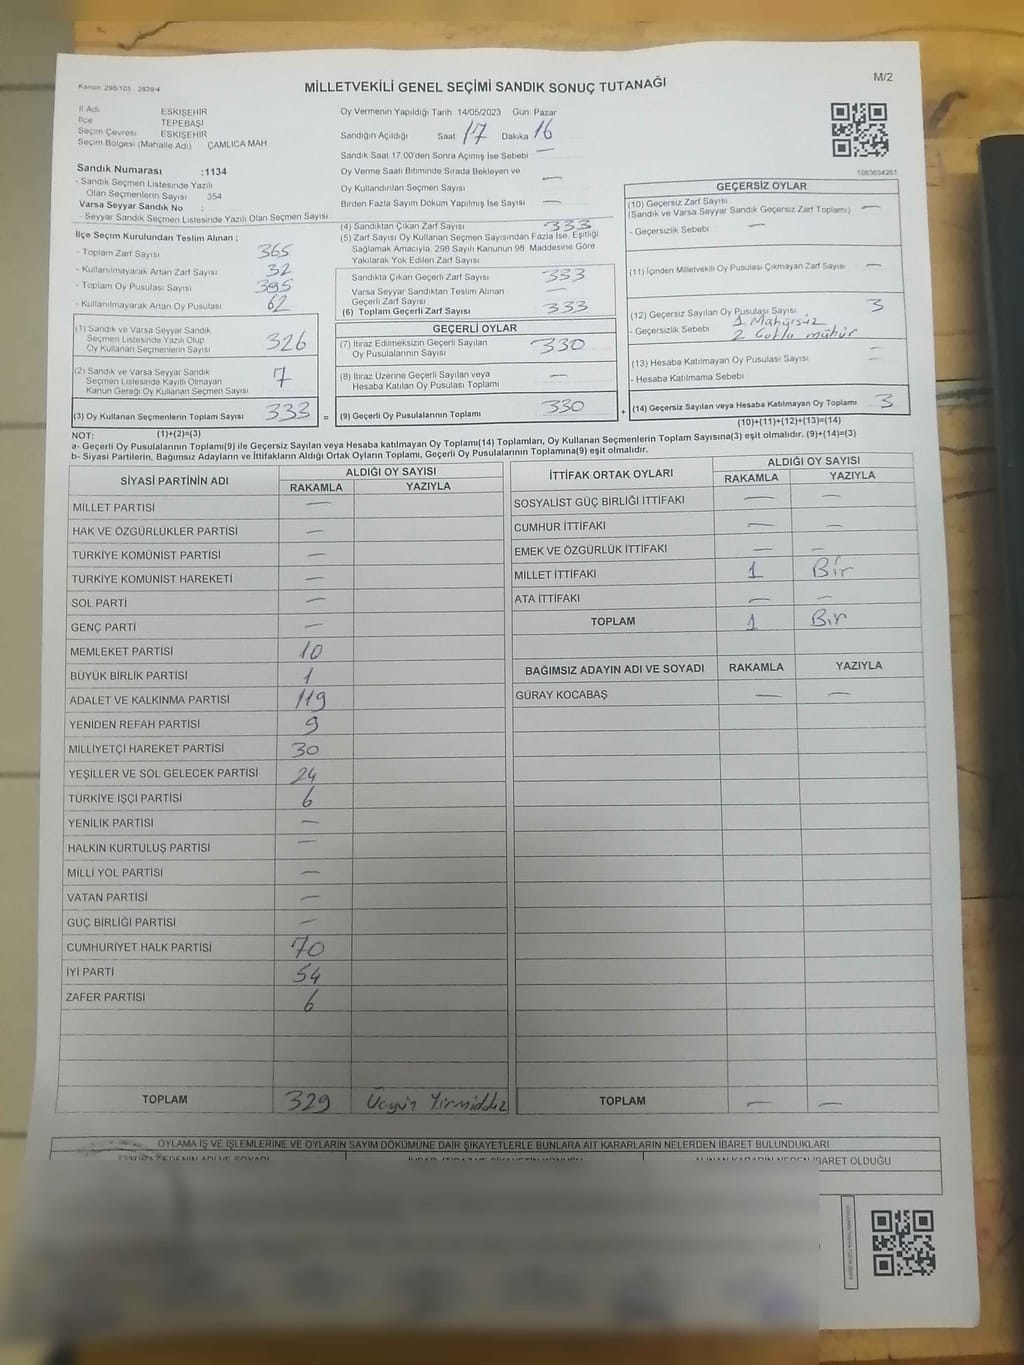 Kanun: 298/105 2839/4
MİLLETVEKİLİ GENEL SEÇİMİ SANDIK SONUÇ TUTANAĞI
M/2
İl Adı ESKİŞEHİR
İlçe TEPEBAŞI
Seçim Çevresi ESKİŞEHİR
Seçim Bölgesi (Mahalle Adı) ÇAMLICA MAH
Sandık Numarası :1134
- Sandık Seçmen Listesinde Yazılı
Olan Seçmenlerin Sayısı 354
Varsa Seyyar Sandık No :
- Seyyar Sandık Seçmen Listesinde Yazılı Olan Seçmen Sayısı
İlçe Seçim Kurulundan Teslim Alınan :
- Toplam Zarf Sayısı 365
- Kullanılmayarak Artan Zarf Sayısı 32
- Toplam Oy Pusulası Sayısı 395
- Kullanılmayarak Artan Oy Pusulası 62
(1) Sandık ve Varsa Seyyar Sandık
Seçmen Listesinde Yazılı Olup
Oy Kullanan Seçmenlerin Sayısı 326
(2) Sandık ve Varsa Seyyar Sandık
Seçmen Listesinde Kayıtlı Olmayan
Kanun Gereği Oy Kullanan Seçmen Sayısı 7
(3) Oy Kullanan Seçmenlerin Toplam Sayısı 333 =
(1)+(2)=(3)
Oy Vermenin Yapıldığı Tarih 14/05/2023 Gün Pazar
Sandığın Açıldığı Saat 17 Dakika 16
Sandık Saat 17:00'den Sonra Açımış İse Sebebi —
Oy Verme Saati Bitiminde Sırada Bekleyen ve
Oy Kullandırılan Seçmen Sayısı —
Birden Fazla Sayım Döküm Yapılmış İse Sayısı —
(4) Sandıktan Çıkan Zarf Sayısı 333
(5) Zarf Sayısı Oy Kullanan Seçmen Sayısından Fazla İse, Eşitliği
Sağlamak Amacıyla, 298 Sayılı Kanunun 98. Maddesine Göre
Yakılarak Yok Edilen Zarf Sayısı
Sandıkta Çıkan Geçerli Zarf Sayısı 333
Varsa Seyyar Sandıktan Teslim Alınan
Geçerli Zarf Sayısı —
(6) Toplam Geçerli Zarf Sayısı 333
GEÇERLİ OYLAR
(7) İtiraz Edilmeksizin Geçerli Sayılan
Oy Pusulalarının Sayısı 330
(8) İtiraz Üzerine Geçerli Sayılan veya
Hesaba Katılan Oy Pusulası Toplamı —
(9) Geçerli Oy Pusulalarının Toplamı 330 +
1083634261
GEÇERSİZ OYLAR
(10) Geçersiz Zarf Sayısı —
(Sandık ve Varsa Seyyar Sandık Geçersiz Zarf Toplamı)
- Geçersizlik Sebebi —
(11) İçinden Milletvekili Oy Pusulası Çıkmayan Zarf Sayısı —
(12) Geçersiz Sayılan Oy Pusulası Sayısı 3
- Geçersizlik Sebebi 1. Mühürsüz
2 Çoklu mühür
(13) Hesaba Katılmayan Oy Pusulası Sayısı —
- Hesaba Katılmama Sebebi —
(14) Geçersiz Sayılan veya Hesaba Katılmayan Oy Toplamı 3
(10)+(11)+(12)+(13)=(14)
NOT:
a- Geçerli Oy Pusulalarının Toplamı(9) ile Geçersiz Sayılan veya Hesaba katılmayan Oy Toplamı(14) Toplamları, Oy Kullanan Seçmenlerin Toplam Sayısına(3) eşit olmalıdır. (9)+(14)=(3)
b- Siyasi Partilerin, Bağımsız Adayların ve İttifakların Aldığı Ortak Oyların Toplamı, Geçerli Oy Pusulalarının Toplamına(9) eşit olmalıdır.
SİYASİ PARTİNİN ADI ALDIĞI OY SAYISI
RAKAMLA YAZIYLA
MİLLET PARTİSİ —
HAK VE ÖZGÜRLÜKLER PARTİSİ —
TÜRKİYE KOMÜNİST PARTİSİ —
TÜRKİYE KOMÜNİST HAREKETİ —
SOL PARTİ —
GENÇ PARTİ —
MEMLEKET PARTİSİ 10
BÜYÜK BİRLİK PARTİSİ 1
ADALET VE KALKINMA PARTİSİ 119
YENİDEN REFAH PARTİSİ 9
MİLLİYETÇİ HAREKET PARTİSİ 30
YEŞİLLER VE SOL GELECEK PARTİSİ 24
TÜRKİYE İŞÇİ PARTİSİ 6
YENİLİK PARTİSİ —
HALKIN KURTULUŞ PARTİSİ —
MİLLİ YOL PARTİSİ —
VATAN PARTİSİ —
GÜÇ BİRLİĞİ PARTİSİ —
CUMHURİYET HALK PARTİSİ 70
İYİ PARTİ 54
ZAFER PARTİSİ 6
TOPLAM 329 Üçyüz Yirmidokuz
İTTİFAK ORTAK OYLARI ALDIĞI OY SAYISI
RAKAMLA YAZIYLA
SOSYALİST GÜÇ BİRLİĞİ İTTİFAKI — —
CUMHUR İTTİFAKI — —
EMEK VE ÖZGÜRLÜK İTTİFAKI — —
MİLLET İTTİFAKI 1 Bir
ATA İTTİFAKI — —
TOPLAM 1 Bir
BAĞIMSIZ ADAYIN ADI VE SOYADI RAKAMLA YAZIYLA
GÜRAY KOCABAŞ — —
TOPLAM — —
OYLAMA İŞ VE İŞLEMLERİNE VE OYLARIN SAYIM DÖKÜMÜNE DAİR ŞİKAYETLERLE BUNLARA AİT KARARLARIN NELERDEN İBARET BULUNDUKLARI